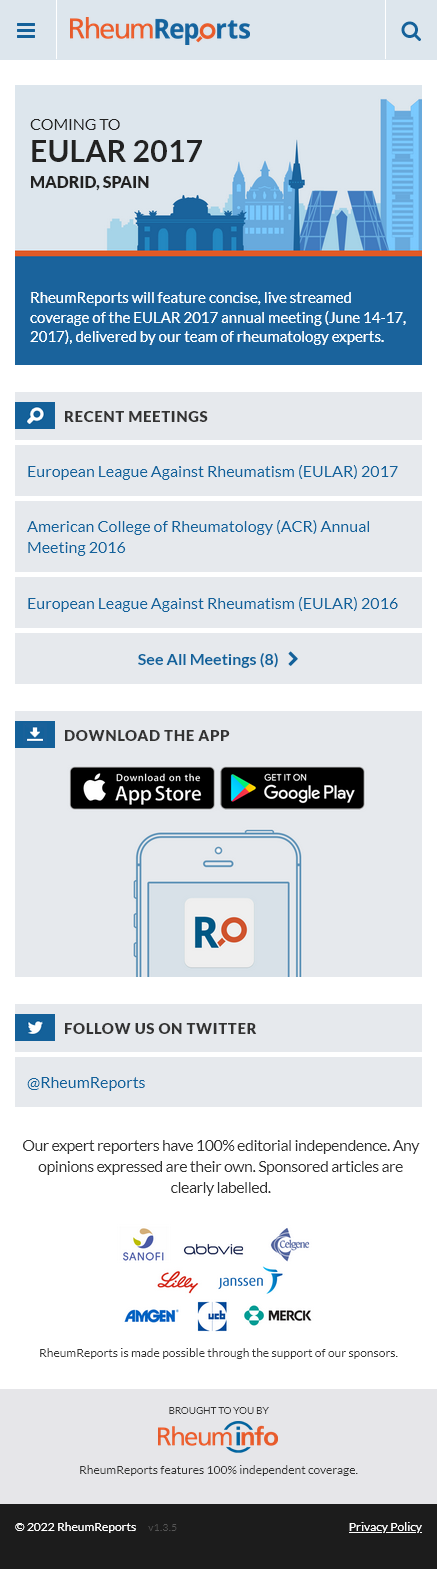 RheumReports
COMING TO
EULAR 2017
MADRID, SPAIN
RheumReports will feature concise, live streamed
coverage of the EULAR 2017 annual meeting (June 14-17,
2017), delivered by our team of rheumatology experts.
RECENT MEETINGS
European League Against Rheumatism (EULAR) 2017
American College of Rheumatology (ACR) Annual
Meeting 2016
European League Against Rheumatism (EULAR) 2016
See All Meetings (8)
DOWNLOAD THE APP
Download on the
App Store
GET IT ON
Google Play
R
FOLLOW US ON TWITTER
@RheumReports
Our expert reporters have 100% editorial independence. Any
opinions expressed are their own. Sponsored articles are
clearly labelled.
SANOFI abbvie Celgene
Lilly janssen
AMGEN ucb MERCK
RheumReports is made possible through the support of our sponsors.
BROUGHT TO YOU BY
Rheuminfo
RheumReports features 100% independent coverage.
© 2022 RheumReports v1.3.5 Privacy Policy